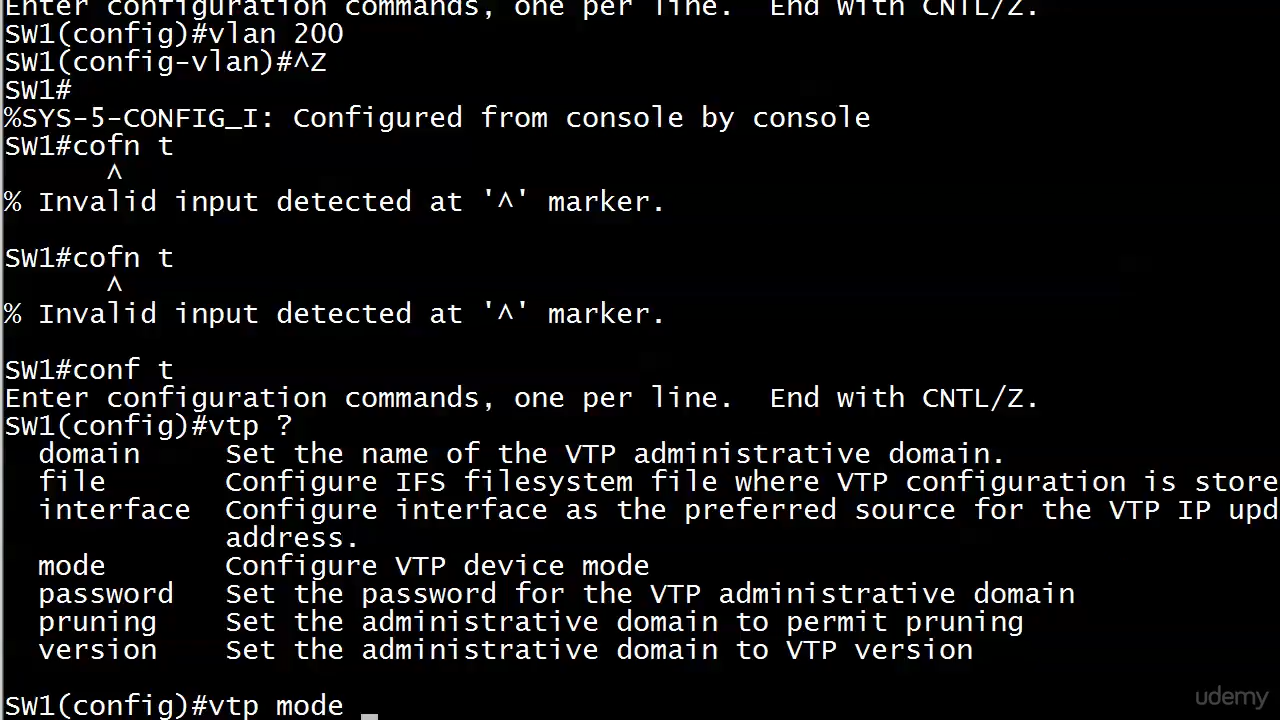 Enter configuration commands, one per line.  End with CNTL/Z.
SW1(config)#vlan 200
SW1(config-vlan)#^Z
SW1#
%SYS-5-CONFIG_I: Configured from console by console
SW1#cofn t
^
% Invalid input detected at '^' marker.
SW1#cofn t
^
% Invalid input detected at '^' marker.
SW1#conf t
Enter configuration commands, one per line.  End with CNTL/Z.
SW1(config)#vtp ?
domain     Set the name of the VTP administrative domain.
file       Configure IFS filesystem file where VTP configuration is store
interface  Configure interface as the preferred source for the VTP IP upd
address.
mode       Configure VTP device mode
password   Set the password for the VTP administrative domain
pruning    Set the administrative domain to permit pruning
version    Set the administrative domain to VTP version
SW1(config)#vtp mode _
udemy